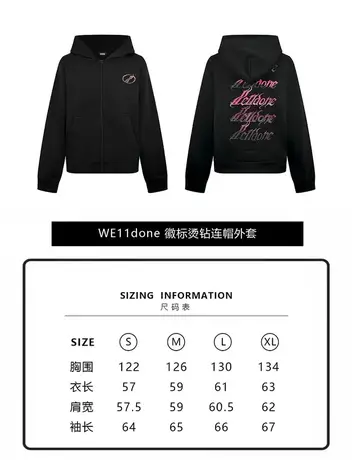 WE11done 徽标烫钻连帽外套
SIZING INFORMATION
尺码表
SIZE S M L XL
胸围 122 126 130 134
衣长 57 59 61 63
肩宽 57.5 59 60.5 62
袖长 64 65 66 67